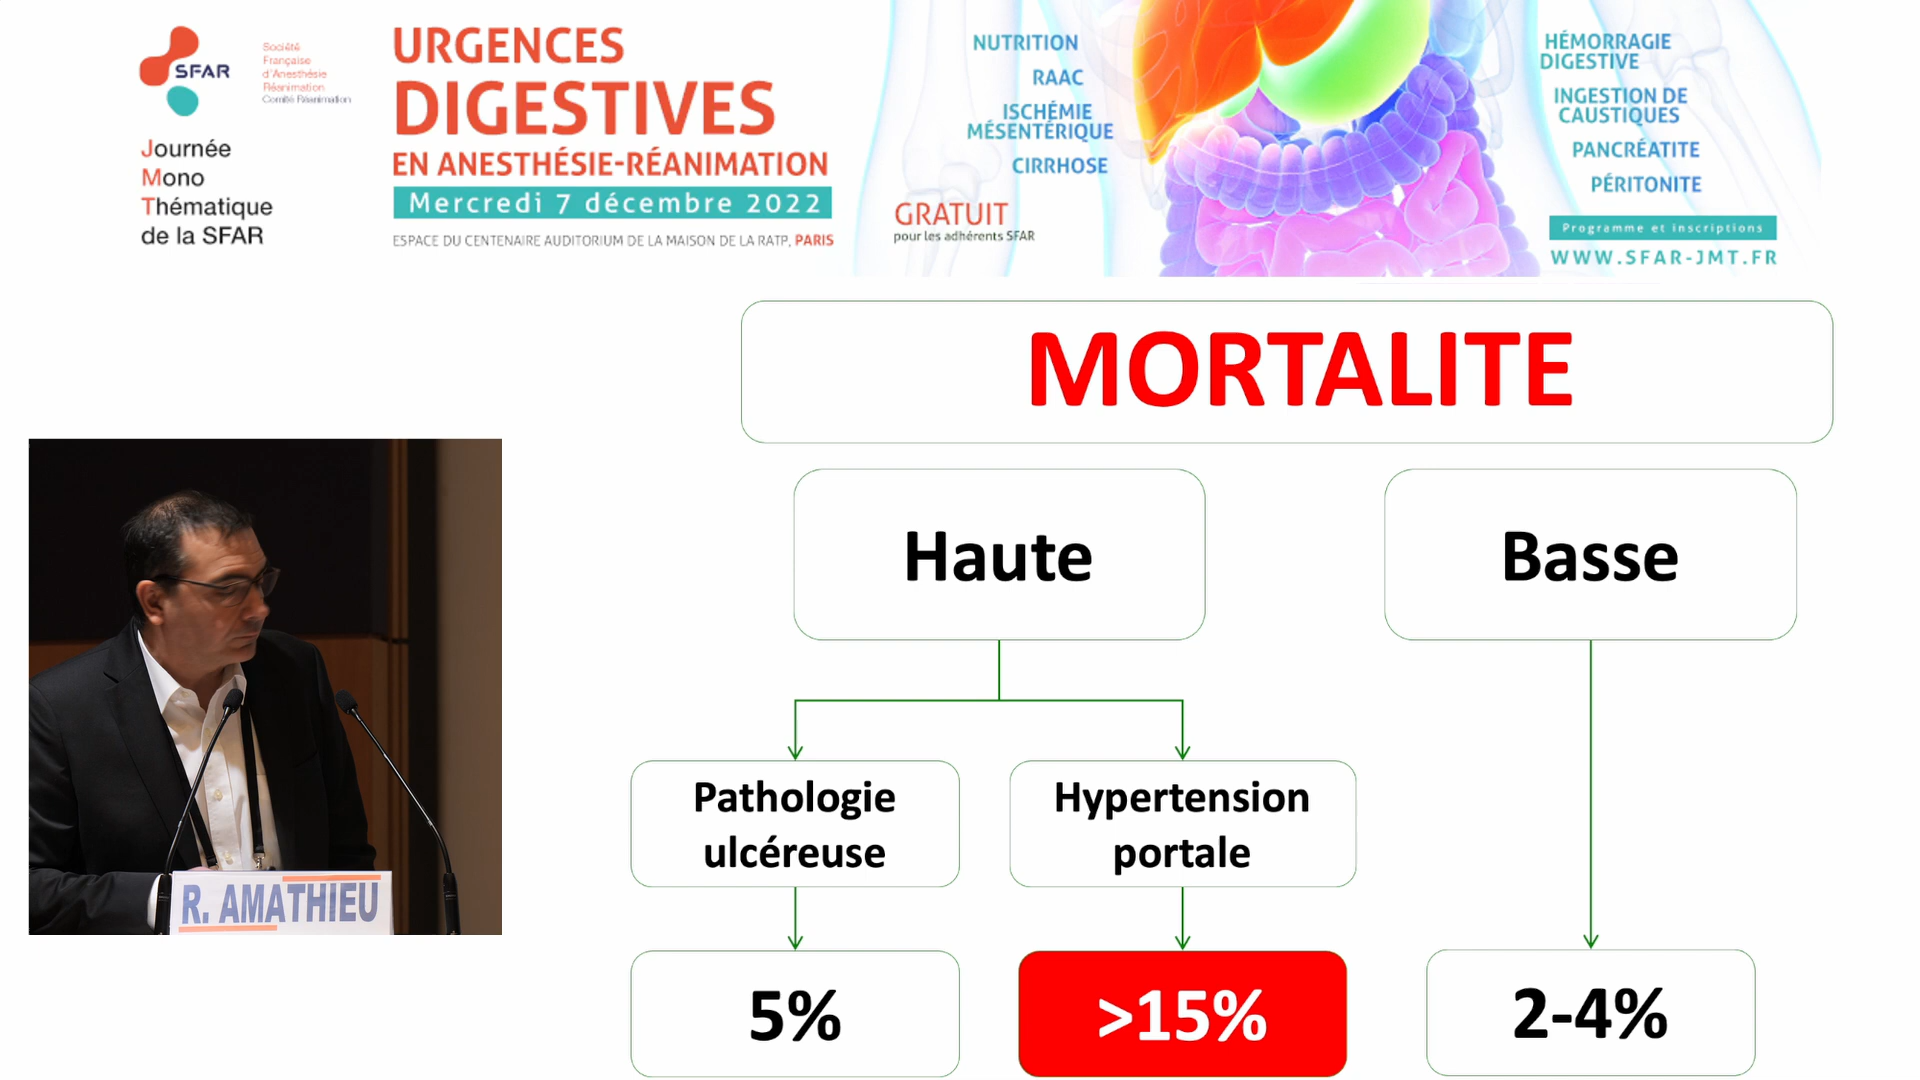 SFAR
Société
Française
d'Anesthésie
Réanimation
Comité Réanimation
Journée
Mono
Thématique
de la SFAR
URGENCES
DIGESTIVES
EN ANESTHÉSIE-RÉANIMATION
Mercredi 7 décembre 2022
ESPACE DU CENTENAIRE AUDITORIUM DE LA MAISON DE LA RATP, PARIS
NUTRITION
RAAC
ISCHÉMIE
MÉSENTÉRIQUE
CIRRHOSE
GRATUIT
pour les adhérents SFAR
HÉMORRAGIE
DIGESTIVE
INGESTION DE
CAUSTIQUES
PANCRÉATITE
PÉRITONITE
Programme et inscriptions
WWW.SFAR-JMT.FR
MORTALITE
Haute
Basse
Pathologie
ulcéreuse
Hypertension
portale
5%
>15%
2-4%
R. AMATHIEU